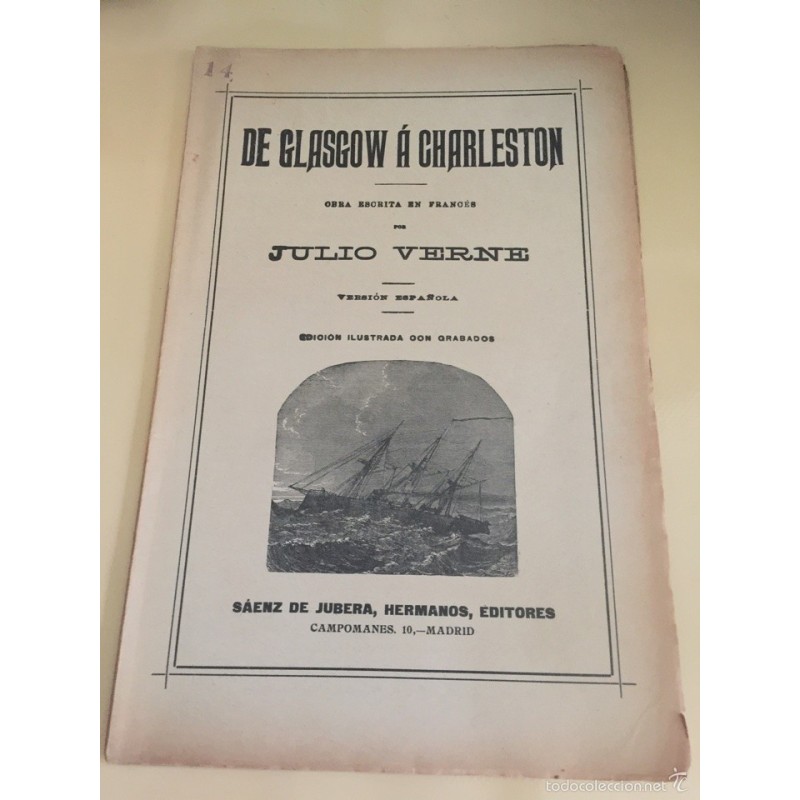 14
DE GLASGOW Á CHARLESTON
OBRA ESCRITA EN FRANCÉS
POR
JULIO VERNE
VERSIÓN ESPAÑOLA
EDICIÓN ILUSTRADA CON GRABADOS
SÁENZ DE JUBERA, HERMANOS, EDITORES
CAMPOMANES, 10,—MADRID
todocoleccion.net